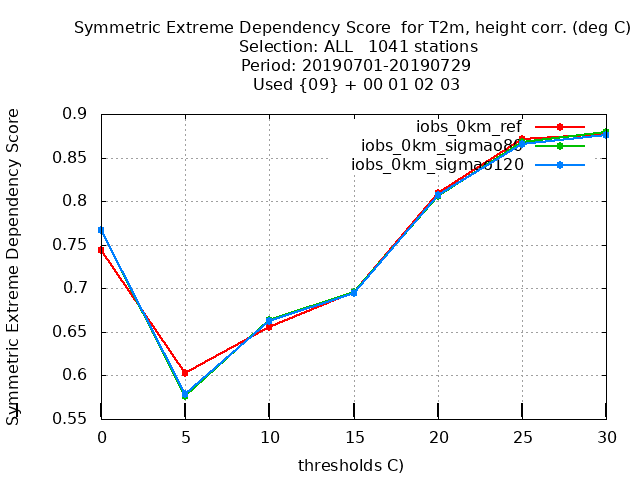 Symmetric Extreme Dependency Score  for T2m, height corr. (deg C)
Selection: ALL   1041 stations
Period: 20190701-20190729
Used {09} + 00 01 02 03
Symmetric Extreme Dependency Score
0.9
0.85
0.8
0.75
0.7
0.65
0.6
0.55
iobs_0km_ref
iobs_0km_sigmao80
iobs_0km_sigmao120
0 5 10 15 20 25 30
thresholds C)